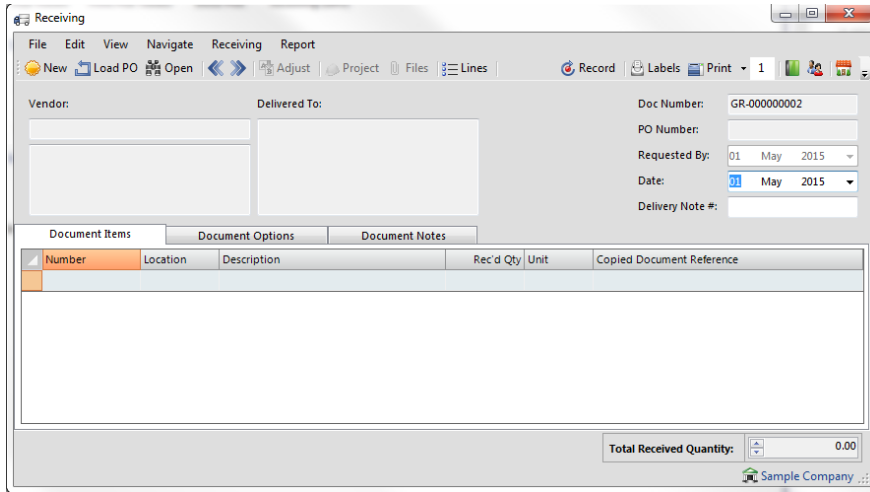 Receiving
File Edit View Navigate Receiving Report
New Load PO Open Adjust Project Files Lines Record Labels Print 1
Vendor: Delivered To: Doc Number: GR-000000002
PO Number:
Requested By: 01 May 2015
Date: 01 May 2015
Delivery Note #:
Document Items Document Options Document Notes
Number Location Description Rec'd Qty Unit Copied Document Reference
Total Received Quantity: 0.00
Sample Company